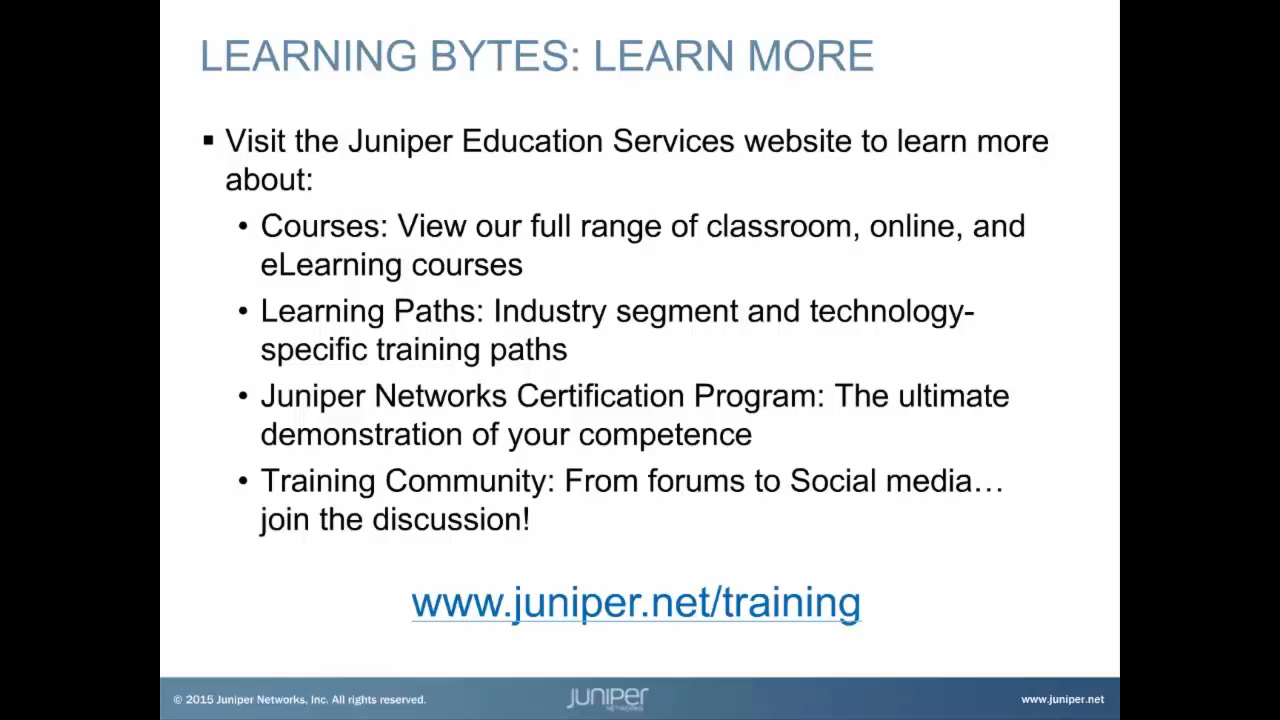 LEARNING BYTES: LEARN MORE
▪ Visit the Juniper Education Services website to learn more
about:
• Courses: View our full range of classroom, online, and
eLearning courses
• Learning Paths: Industry segment and technology-
specific training paths
• Juniper Networks Certification Program: The ultimate
demonstration of your competence
• Training Community: From forums to Social media…
join the discussion!
www.juniper.net/training
© 2015 Juniper Networks, Inc. All rights reserved.
JUNIPER
NETWORKS
www.juniper.net